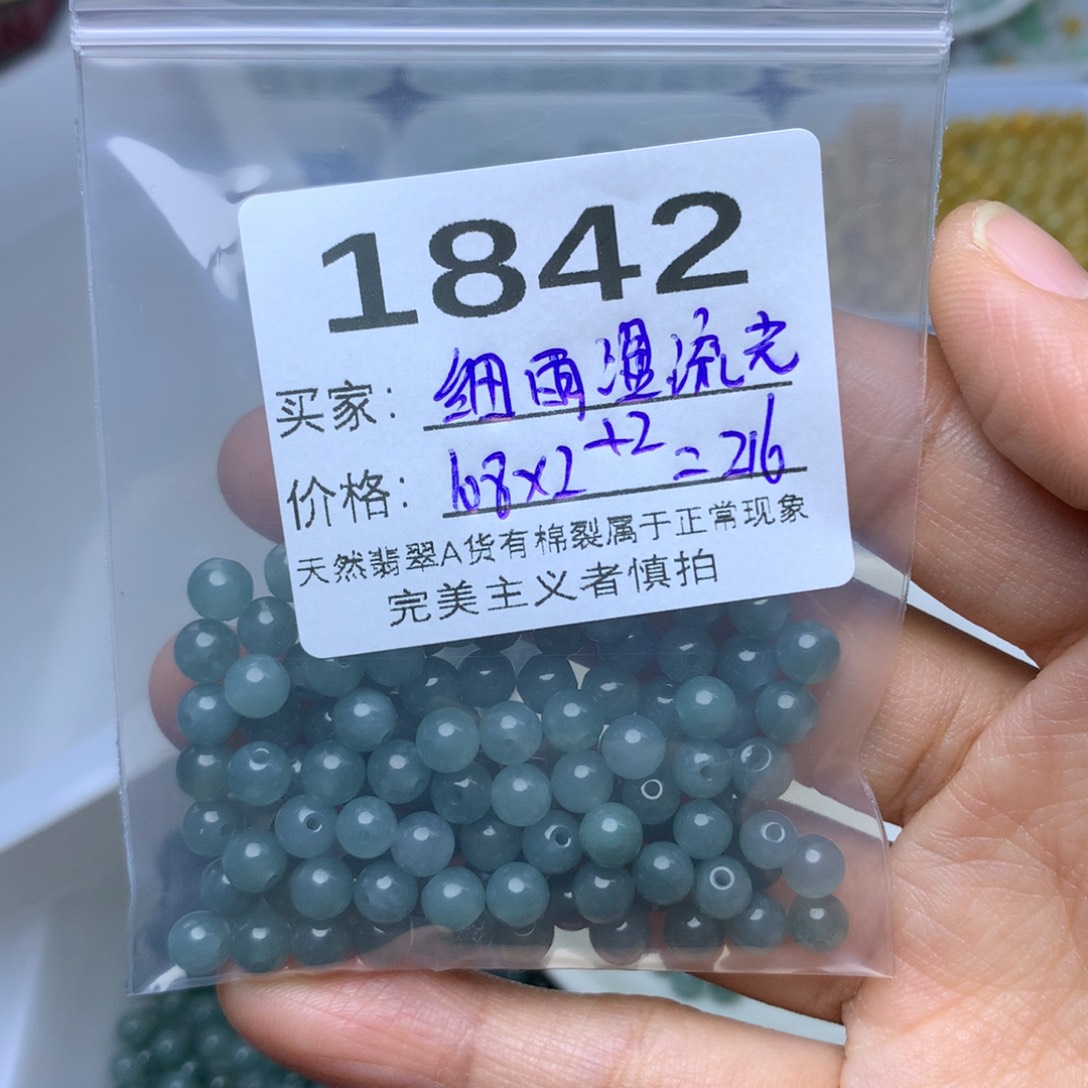 1842
买家：细雨湿流光
价格：108×2+2=216
天然翡翠A货有棉裂属于正常现象
完美主义者慎拍